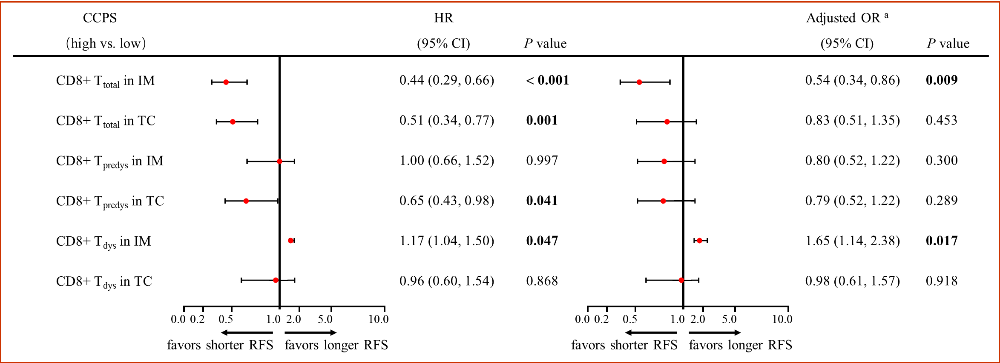 CCPS HR Adjusted OR a
(high vs. low) (95% CI) P value (95% CI) P value
CD8+ Ttotal in IM 0.44 (0.29, 0.66) < 0.001 0.54 (0.34, 0.86) 0.009
CD8+ Ttotal in TC 0.51 (0.34, 0.77) 0.001 0.83 (0.51, 1.35) 0.453
CD8+ Tpredys in IM 1.00 (0.66, 1.52) 0.997 0.80 (0.52, 1.22) 0.300
CD8+ Tpredys in TC 0.65 (0.43, 0.98) 0.041 0.79 (0.52, 1.22) 0.289
CD8+ Tdys in IM 1.17 (1.04, 1.50) 0.047 1.65 (1.14, 2.38) 0.017
CD8+ Tdys in TC 0.96 (0.60, 1.54) 0.868 0.98 (0.61, 1.57) 0.918
0.0 0.2 0.5 1.0 2.0 5.0 10.0 0.0 0.2 0.5 1.0 2.0 5.0 10.0
favors shorter RFS favors longer RFS favors shorter RFS favors longer RFS